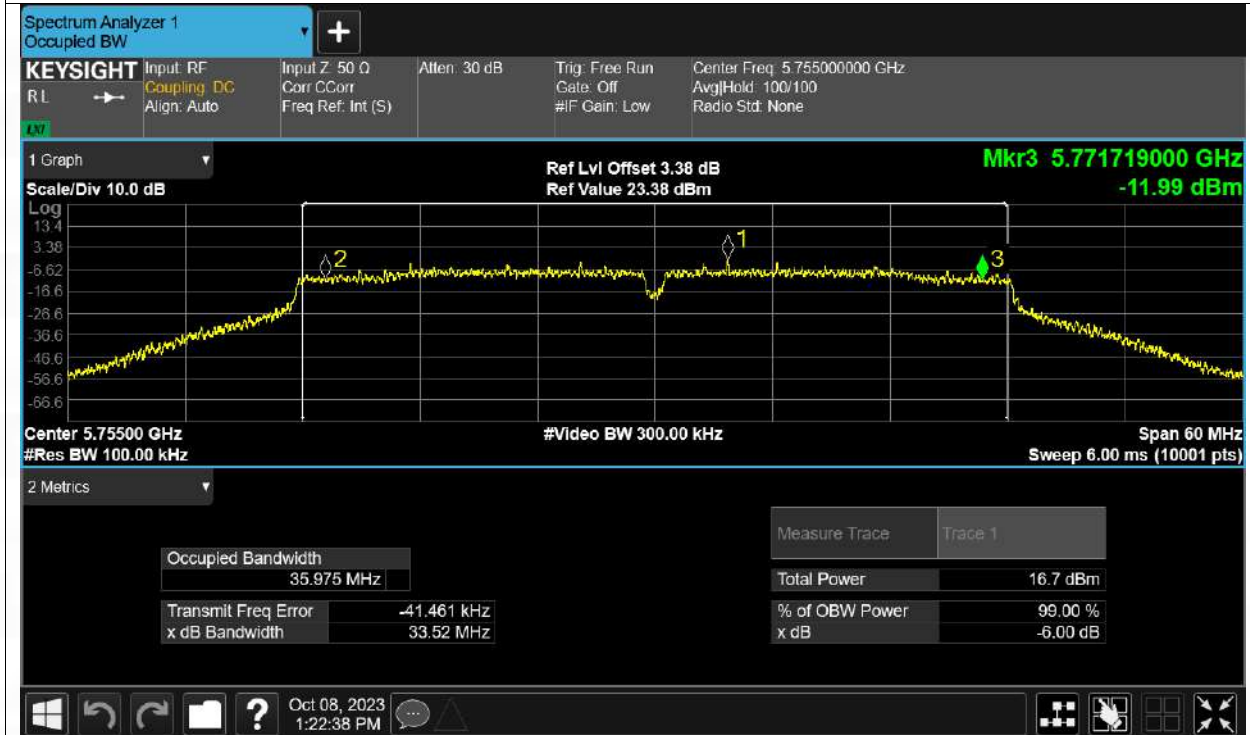 Spectrum Analyzer 1
Occupied BW
+
KEYSIGHT
RL
LXI
Input: RF
Coupling: DC
Align: Auto
Input Z: 50 Ω
Corr CCorr
Freq Ref: Int (S)
Atten: 30 dB
Trig: Free Run
Gate: Off
#IF Gain: Low
Center Freq: 5.755000000 GHz
Avg|Hold: 100/100
Radio Std: None
1 Graph
Scale/Div 10.0 dB
Ref Lvl Offset 3.38 dB
Ref Value 23.38 dBm
Mkr3 5.771719000 GHz
-11.99 dBm
Log
13.4
3.38
-6.62
-16.6
-26.6
-36.6
-46.6
-56.6
-66.6
2
1
3
Center 5.75500 GHz
#Res BW 100.00 kHz
#Video BW 300.00 kHz
Span 60 MHz
Sweep 6.00 ms (10001 pts)
2 Metrics
Occupied Bandwidth
35.975 MHz
Transmit Freq Error -41.461 kHz
x dB Bandwidth 33.52 MHz
Measure Trace Trace 1
Total Power 16.7 dBm
% of OBW Power 99.00 %
x dB -6.00 dB
?
Oct 08, 2023
1:22:38 PM